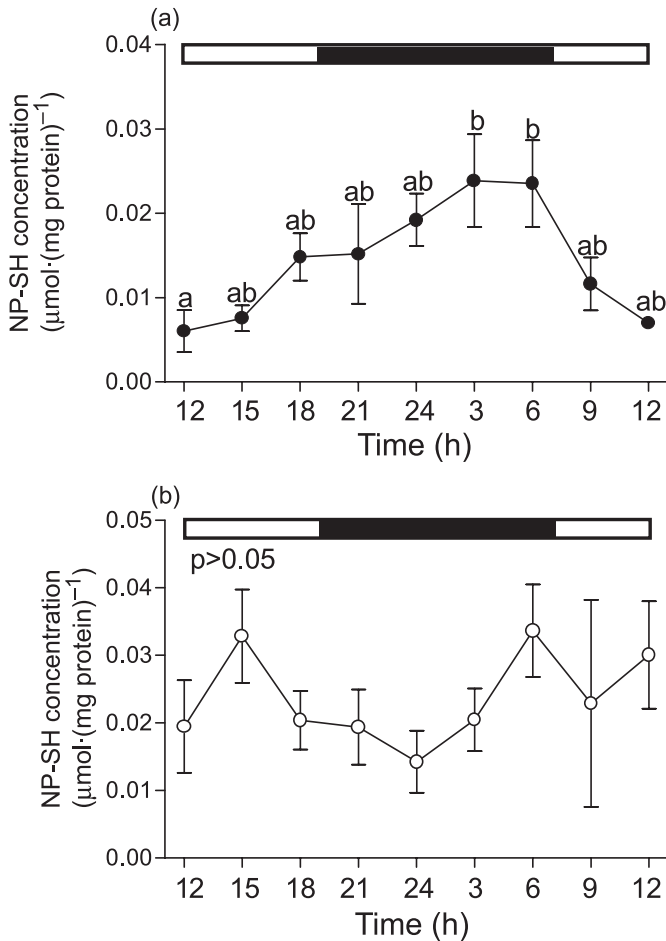 (a)
NP-SH concentration
(μmol·(mg protein)⁻¹
0.04
0.03
0.02
0.01
0.00
a
ab
ab
ab
ab
b
b
ab
ab
12 15 18 21 24 3 6 9 12
Time (h)
(b)
NP-SH concentration
(μmol·(mg protein)⁻¹
p>0.05
0.05
0.04
0.03
0.02
0.01
0.00
12 15 18 21 24 3 6 9 12
Time (h)